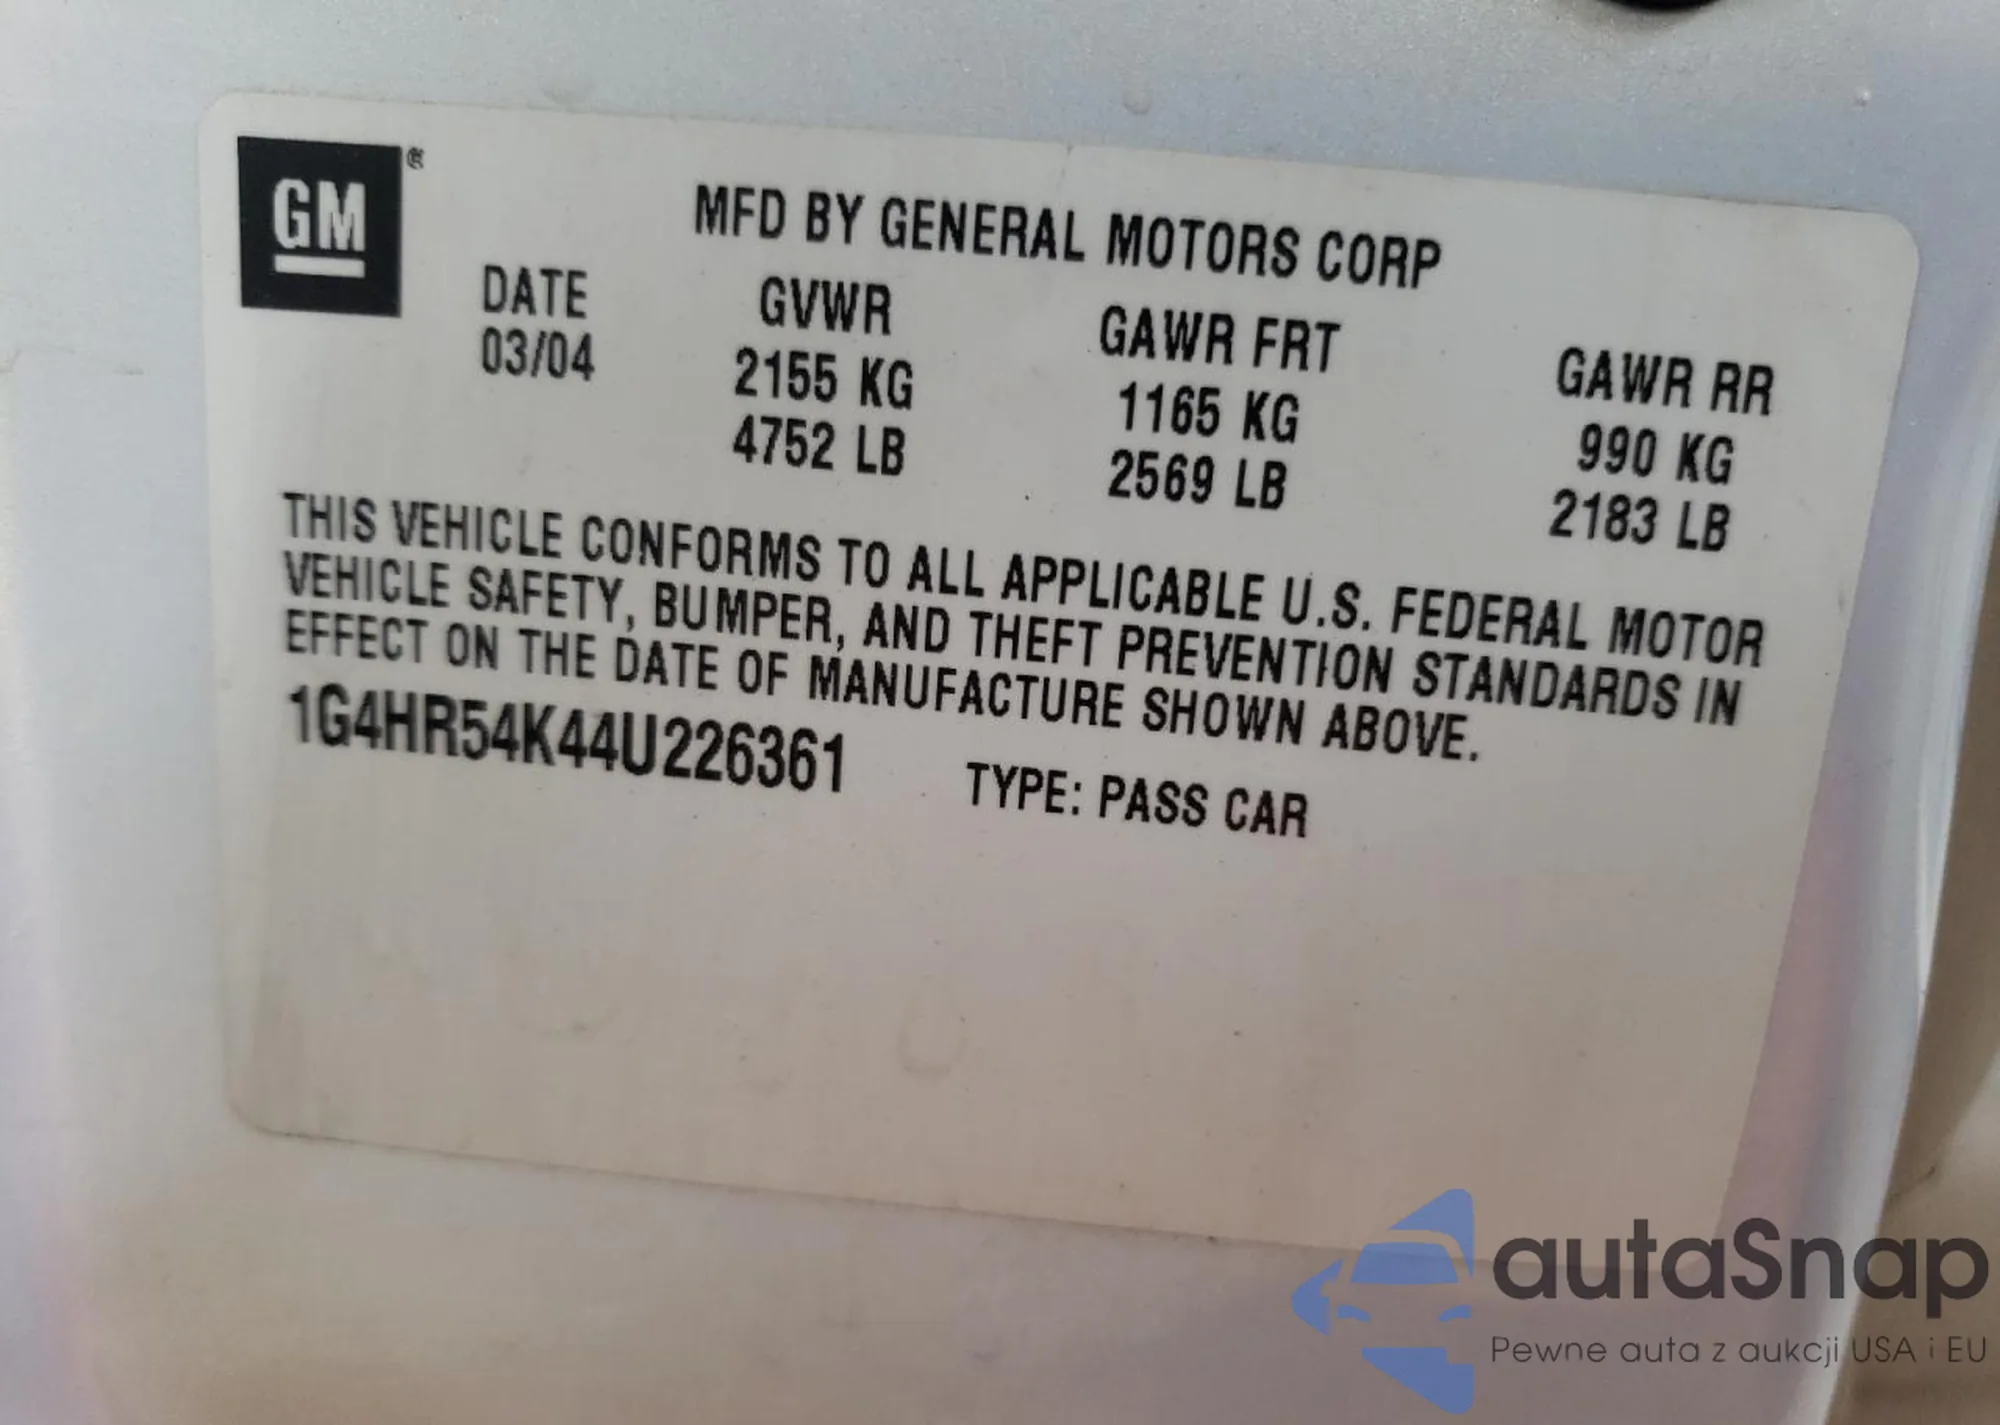 GM
MFD BY GENERAL MOTORS CORP
DATE GVWR GAWR FRT GAWR RR
03/04 2155 KG 1165 KG 990 KG
4752 LB 2569 LB 2183 LB
THIS VEHICLE CONFORMS TO ALL APPLICABLE U.S. FEDERAL MOTOR
VEHICLE SAFETY, BUMPER, AND THEFT PREVENTION STANDARDS IN
EFFECT ON THE DATE OF MANUFACTURE SHOWN ABOVE.
1G4HR54K44U226361 TYPE: PASS CAR
autaSnap
Pewne auta z aukcji USA i EU